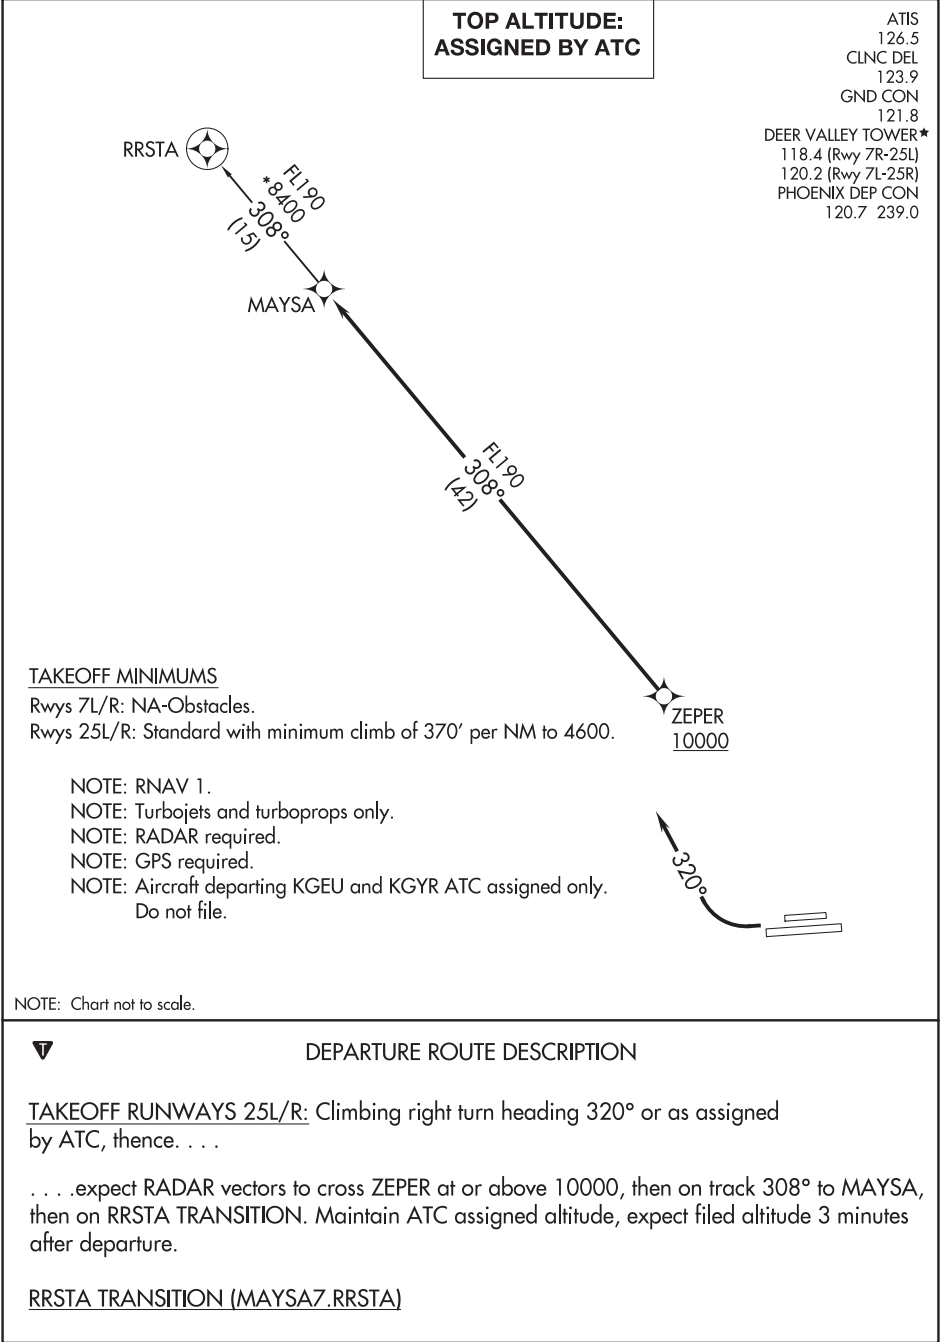 TOP ALTITUDE:
ASSIGNED BY ATC
ATIS
126.5
CLNC DEL
123.9
GND CON
121.8
DEER VALLEY TOWER★
118.4 (Rwy 7R-25L)
120.2 (Rwy 7L-25R)
PHOENIX DEP CON
120.7 239.0
RRSTA
FL190
*8400
308°
(15)
MAYSA
FL190
308°
(42)
ZEPER
10000
320°
TAKEOFF MINIMUMS
Rwys 7L/R: NA-Obstacles.
Rwys 25L/R: Standard with minimum climb of 370' per NM to 4600.
NOTE: RNAV 1.
NOTE: Turbojets and turboprops only.
NOTE: RADAR required.
NOTE: GPS required.
NOTE: Aircraft departing KGEU and KGYR ATC assigned only.
Do not file.
NOTE: Chart not to scale.
T
DEPARTURE ROUTE DESCRIPTION
TAKEOFF RUNWAYS 25L/R: Climbing right turn heading 320° or as assigned
by ATC, thence. . . .
. . . .expect RADAR vectors to cross ZEPER at or above 10000, then on track 308° to MAYSA,
then on RRSTA TRANSITION. Maintain ATC assigned altitude, expect filed altitude 3 minutes
after departure.
RRSTA TRANSITION (MAYSA7.RRSTA)